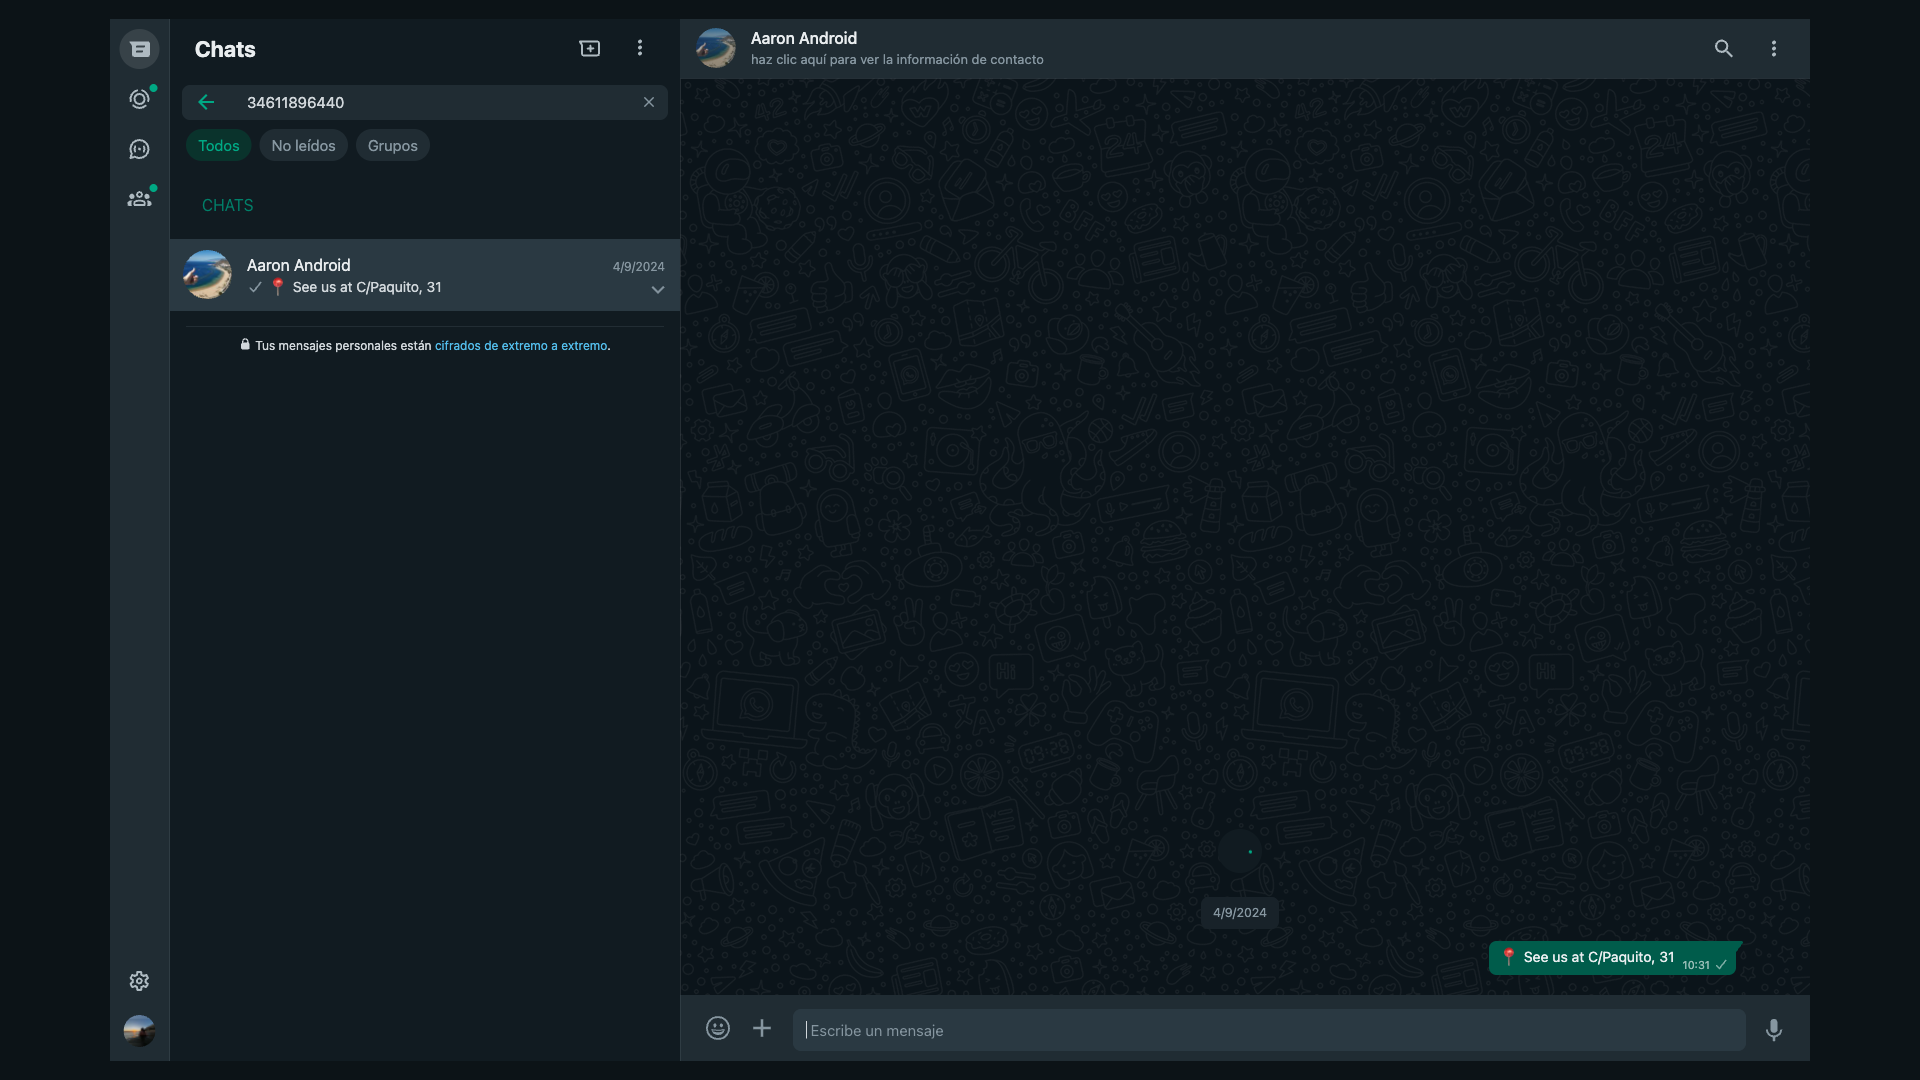 Chats
34611896440
Todos
No leídos
Grupos
CHATS
Aaron Android
4/9/2024
📍 See us at C/Paquito, 31
Tus mensajes personales están cifrados de extremo a extremo.
Aaron Android
haz clic aquí para ver la información de contacto
4/9/2024
📍 See us at C/Paquito, 31
10:31
Escribe un mensaje